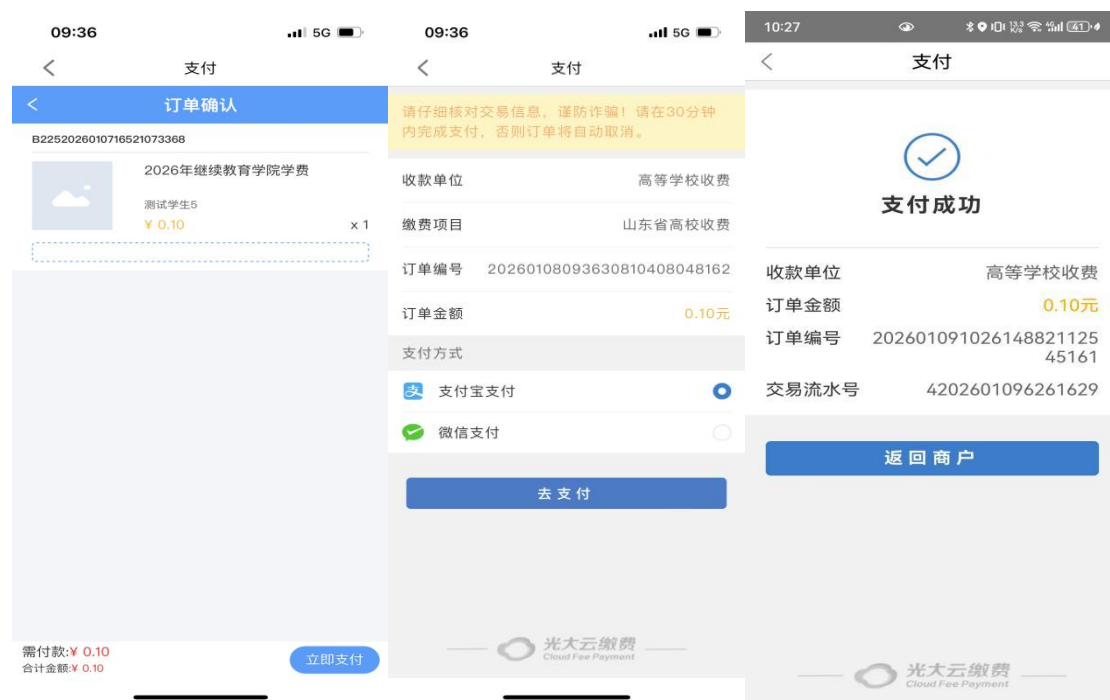 09:36
5G
支付
订单确认
B2252026010716521073368
2026年继续教育学院学费
测试学生5
¥ 0.10
x 1
需付款:¥ 0.10
合计金额:¥ 0.10
立即支付
09:36
5G
支付
请仔细核对交易信息，谨防诈骗！请在30分钟
内完成支付，否则订单将自动取消。
收款单位 高等学校收费
缴费项目 山东省高校收费
订单编号 20260108093630810408048162
订单金额 0.10元
支付方式
支 支付宝支付
微信支付
去支付
光大云缴费
Cloud Fee Payment
10:27
13.3 K/s
41
支付
支付成功
收款单位 高等学校收费
订单金额 0.10元
订单编号 202601091026148821125
45161
交易流水号 4202601096261629
返回商户
光大云缴费
Cloud Fee Payment